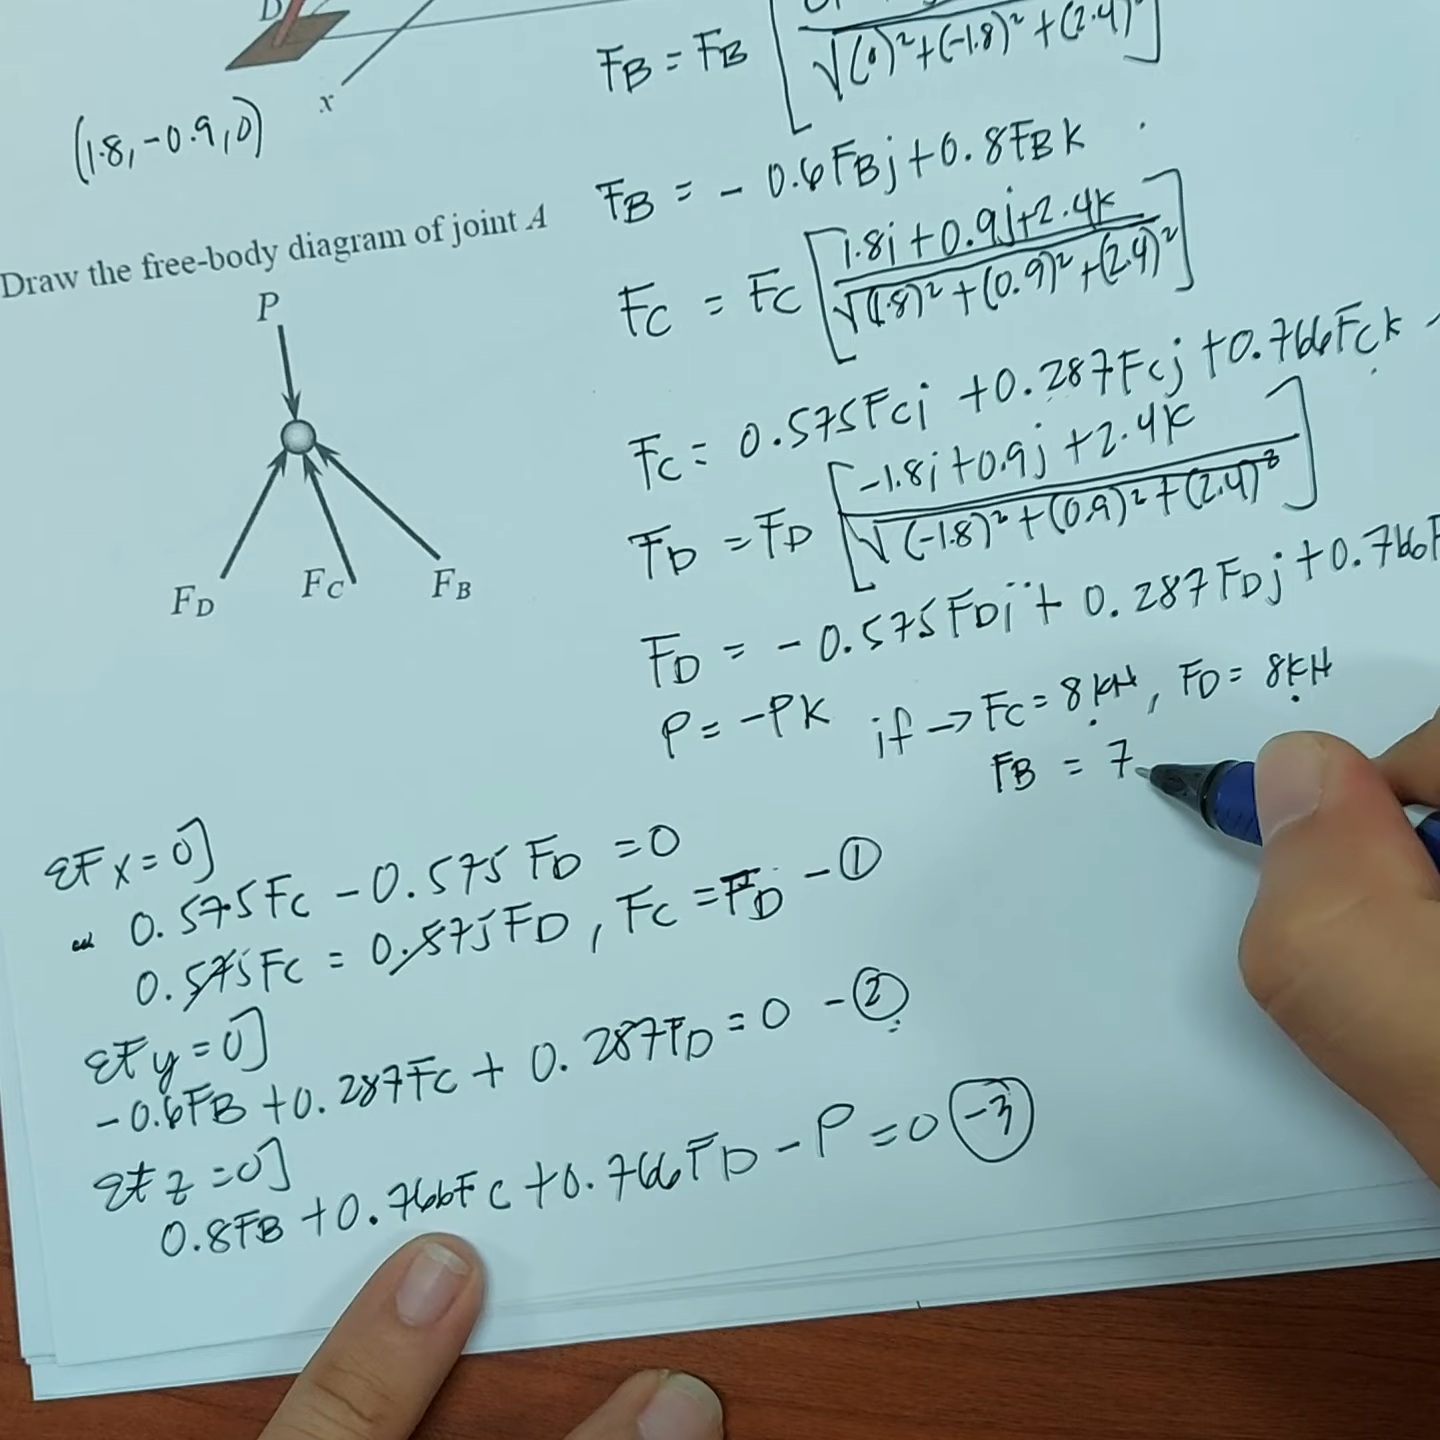 D
x
(1.8,-0.9,0)
FB = FB [ / √(0)²+(-1.8)²+(2.4)² ]
FB = - 0.6FBj+0.8FBK
Draw the free-body diagram of joint A
P
FC = FC [ 1.8i+0.9j+2.4K / √(1.8)²+(0.9)²+(2.4)² ]
FC = 0.575FCi +0.287FCj +0.766FCK
FD FC FB
FD = FD [ -1.8i+0.9j+2.4K / √(-1.8)²+(0.9)²+(2.4)² ]
FD = - 0.575FDi + 0.287FDj +0.766F
P = -PK if → FC = 8KN, FD = 8KN
FB = 7
ΣFx=0]
0.575FC - 0.575FD = 0
0.575FC = 0.575FD, FC = FD - ①
ΣFy=0]
-0.6FB +0.287FC + 0.287FD = 0 - ②
ΣFz=0]
0.8FB +0.766FC +0.766FD - P = 0 -3